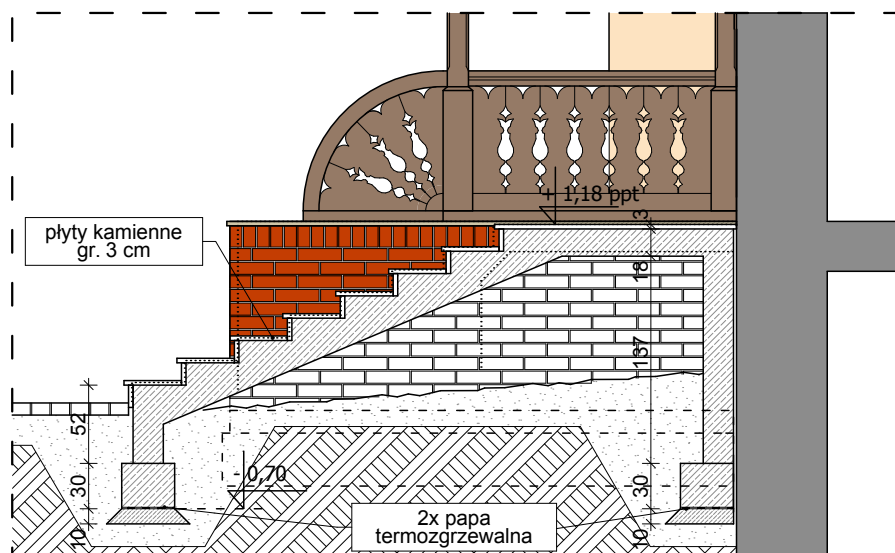 + 1,18 ppt
3
płyty kamienne
gr. 3 cm
18
137
52
- 0,70
30
30
2x papa
termozgrzewalna
10
10